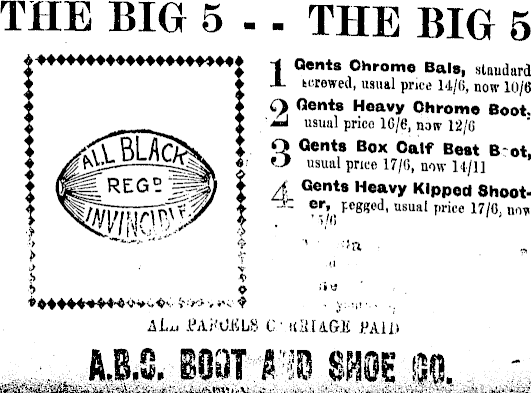 THE BIG 5 - - THE BIG 5
ALL BLACK
REGD
INVINCIBLE
1 Gents Chrome Bals, standard
screwed, usual price 14/6, now 10/6
2 Gents Heavy Chrome Boot,
usual price 16/6, now 12/6
3 Gents Box Calf Best Boot,
usual price 17/6, now 14/11
4 Gents Heavy Kipped Shoot-
er, pegged, usual price 17/6, now
15/6
ALL PARCELS CARRIAGE PAID
A.B.C. BOOT AND SHOE CO.